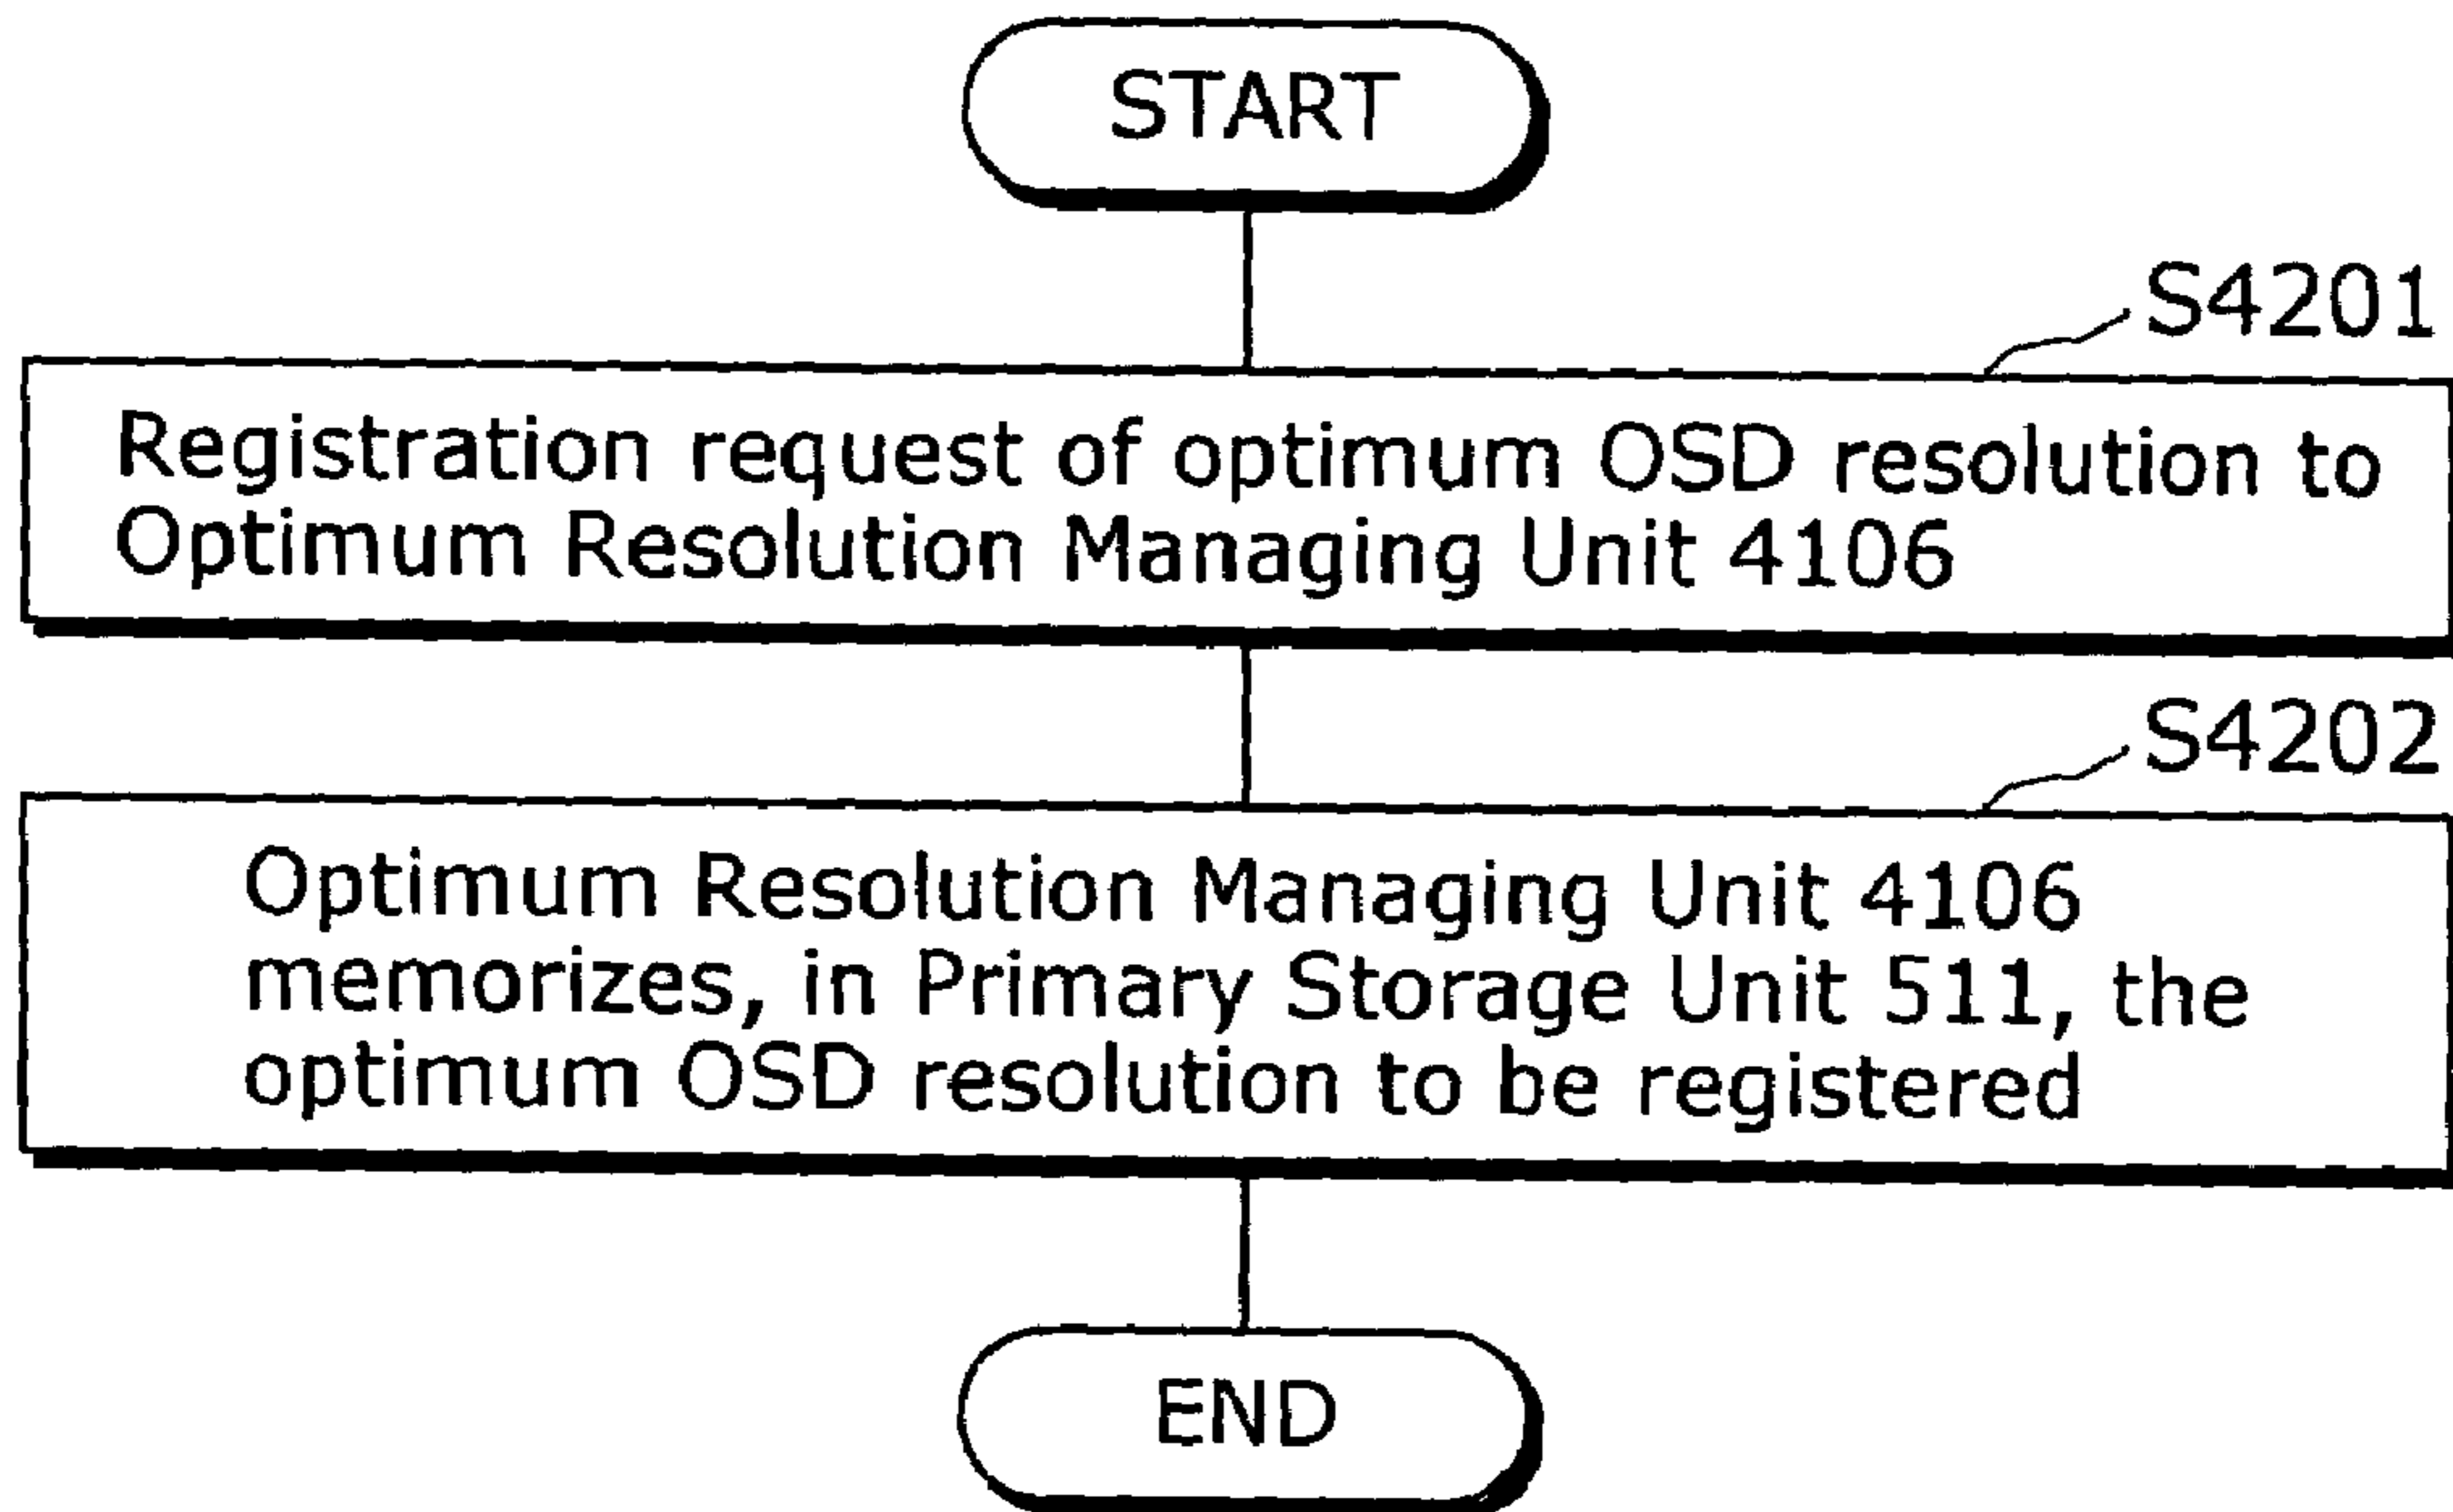 START
S4201
Registration request of optimum OSD resolution to
Optimum Resolution Managing Unit 4106
S4202
Optimum Resolution Managing Unit 4106
memorizes, in Primary Storage Unit 511, the
optimum OSD resolution to be registered
END